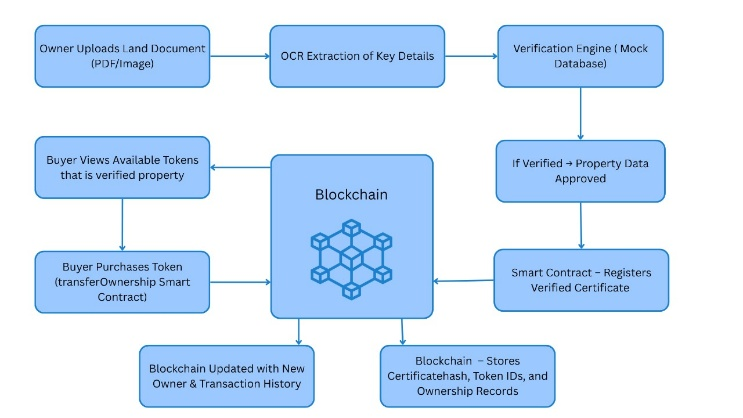 Owner Uploads Land Document
(PDF/Image)
OCR Extraction of Key Details
Verification Engine ( Mock
Database)
If Verified → Property Data
Approved
Smart Contract – Registers
Verified Certificate
Blockchain
Buyer Views Available Tokens
that is verified property
Buyer Purchases Token
(transferOwnership Smart
Contract)
Blockchain Updated with New
Owner & Transaction History
Blockchain – Stores
Certificatehash, Token IDs, and
Ownership Records